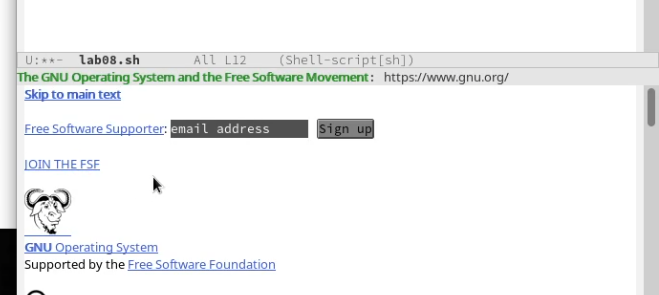 U:**-  lab08.sh       All L12    (Shell-script[sh])
The GNU Operating System and the Free Software Movement: https://www.gnu.org/
Skip to main text
Free Software Supporter: email address Sign up
JOIN THE FSF
GNU Operating System
Supported by the Free Software Foundation